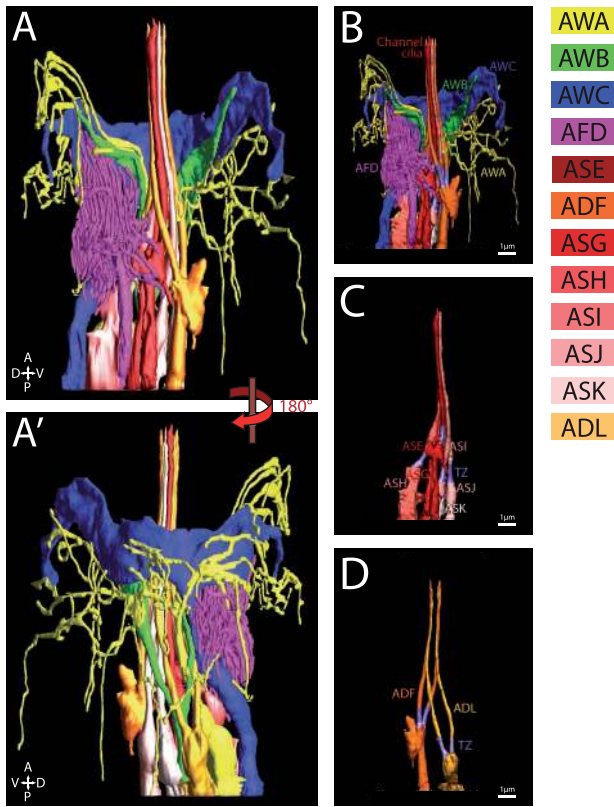 A
A
D V
P
180°
A’
A
V D
P
B
Channel
cilia
AWC
AWB
AFD
AWA
1μm
C
ASE
ASI
ASG
TZ
ASH
ASJ
ASK
1μm
D
ADF
ADL
TZ
1μm
AWA
AWB
AWC
AFD
ASE
ADF
ASG
ASH
ASI
ASJ
ASK
ADL